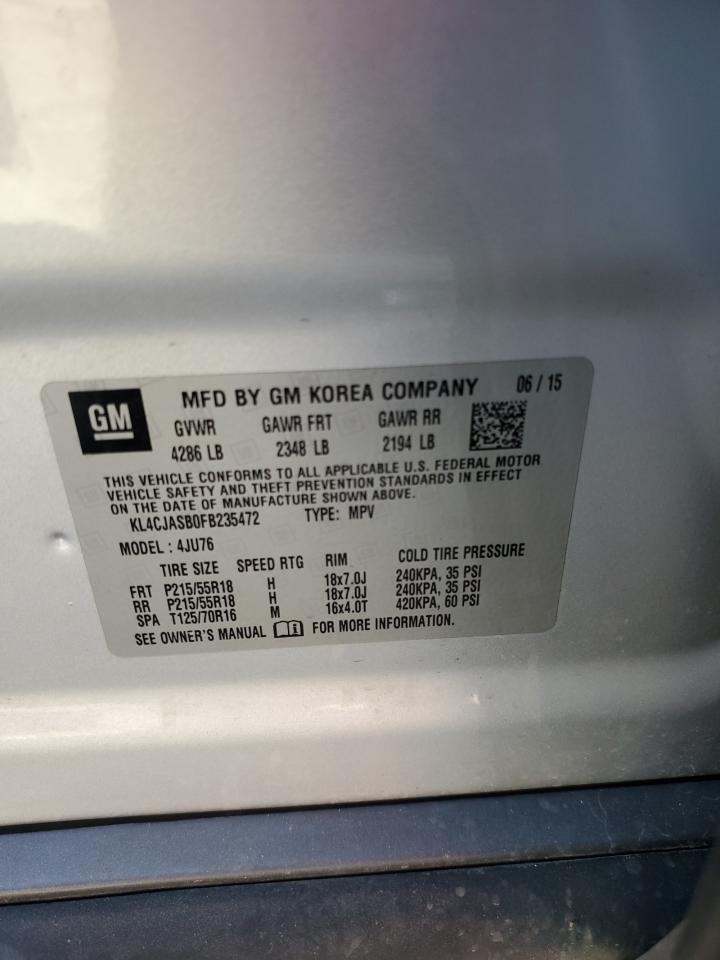 GM
MFD BY GM KOREA COMPANY 06 / 15
GVWR GAWR FRT GAWR RR
4286 LB 2348 LB 2194 LB
THIS VEHICLE CONFORMS TO ALL APPLICABLE U.S. FEDERAL MOTOR
VEHICLE SAFETY AND THEFT PREVENTION STANDARDS IN EFFECT
ON THE DATE OF MANUFACTURE SHOWN ABOVE.
KL4CJASB0FB235472 TYPE: MPV
MODEL : 4JU76
TIRE SIZE SPEED RTG RIM COLD TIRE PRESSURE
FRT P215/55R18 H 18x7.0J 240KPA, 35 PSI
RR P215/55R18 H 18x7.0J 240KPA, 35 PSI
SPA T125/70R16 M 16x4.0T 420KPA, 60 PSI
SEE OWNER'S MANUAL FOR MORE INFORMATION.